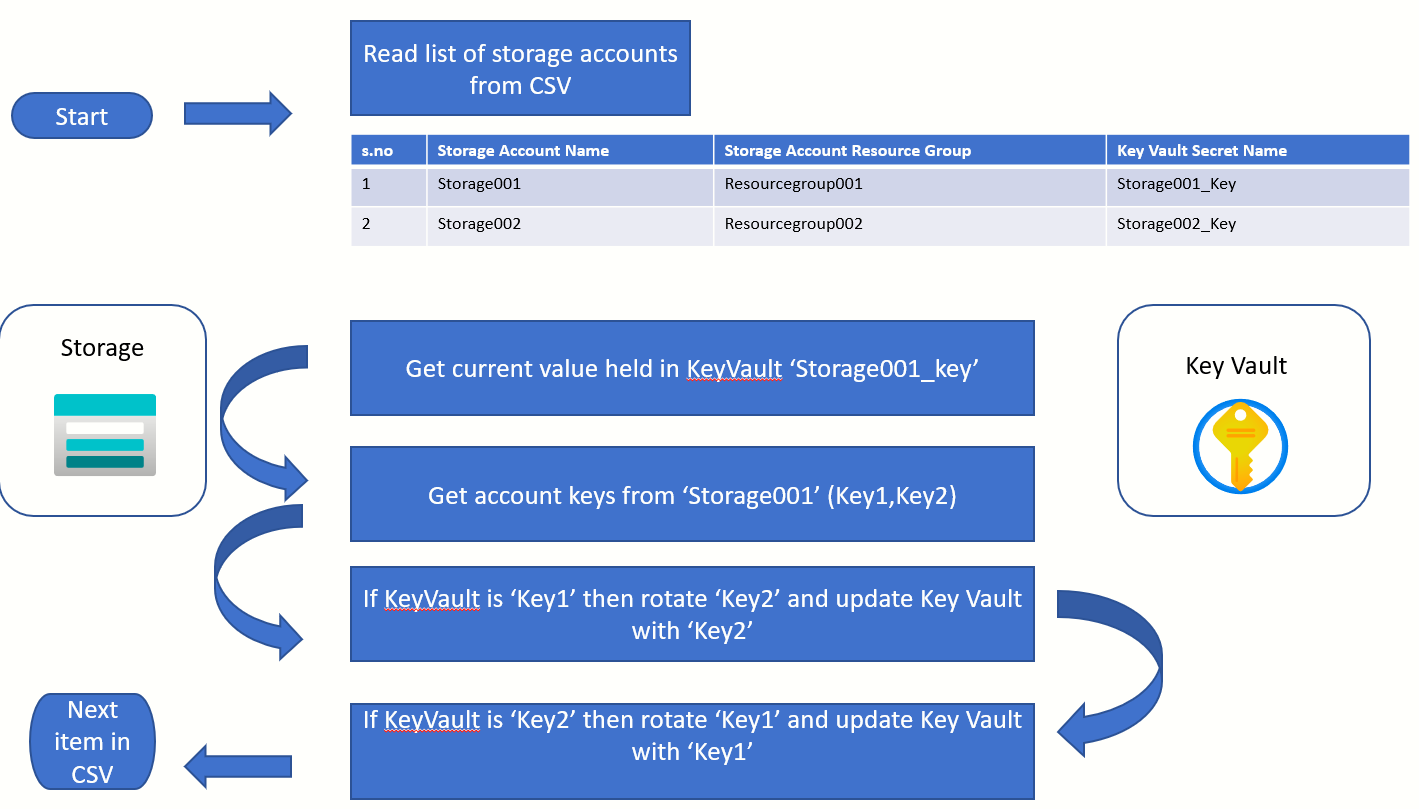 Read list of storage accounts
from CSV
Start
s.no Storage Account Name Storage Account Resource Group Key Vault Secret Name
1 Storage001 Resourcegroup001 Storage001_Key
2 Storage002 Resourcegroup002 Storage002_Key
Storage
Get current value held in KeyVault ‘Storage001_key’
Key Vault
Get account keys from ‘Storage001’ (Key1,Key2)
If KeyVault is ‘Key1’ then rotate ‘Key2’ and update Key Vault
with ‘Key2’
If KeyVault is ‘Key2’ then rotate ‘Key1’ and update Key Vault
with ‘Key1’
Next
item in
CSV